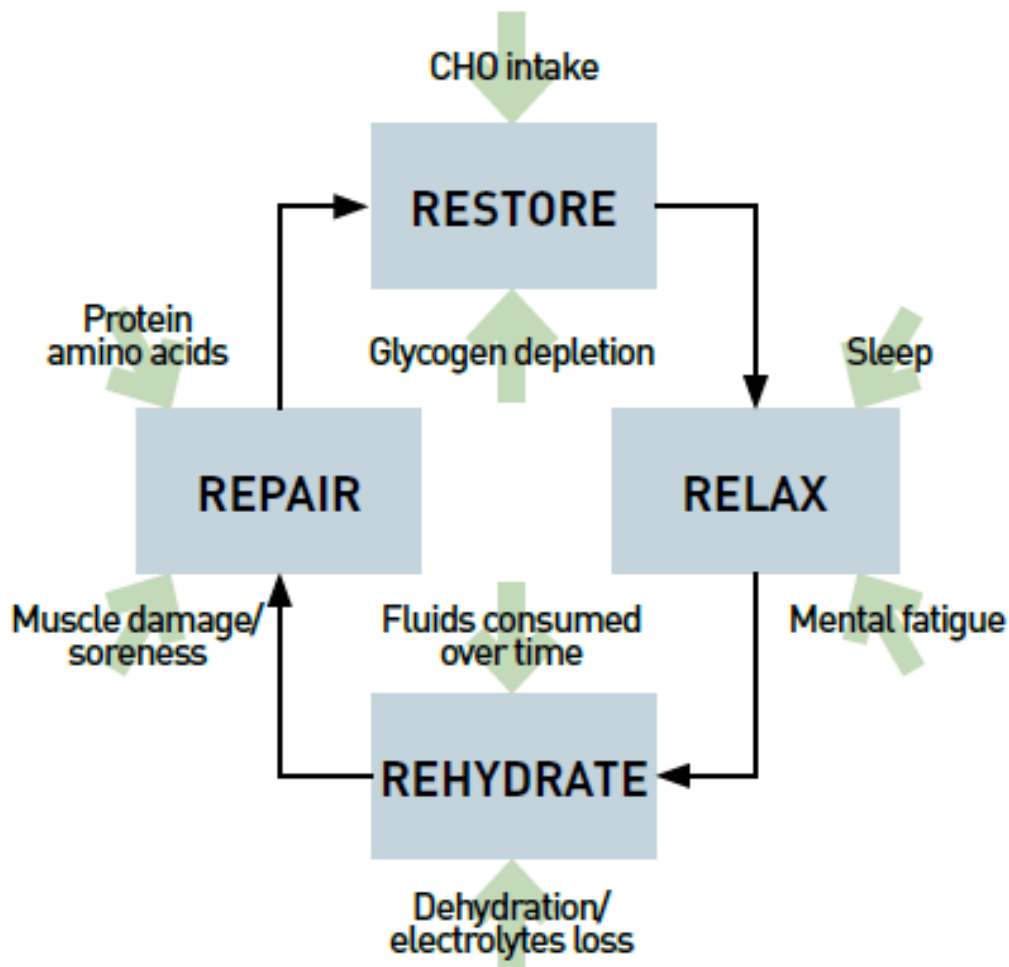 CHO intake
RESTORE
Protein
amino acids
Glycogen depletion
Sleep
REPAIR
RELAX
Muscle damage/
soreness
Fluids consumed
over time
Mental fatigue
REHYDRATE
Dehydration/
electrolytes loss